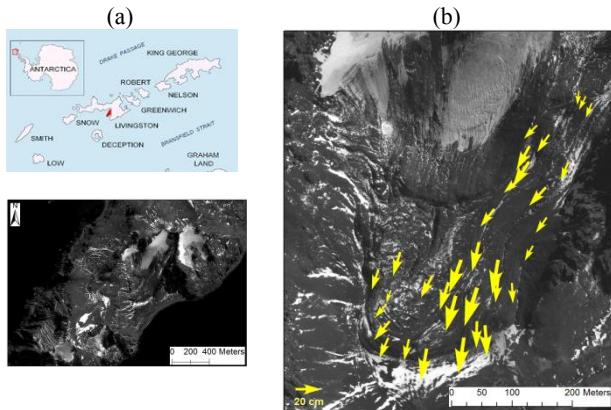 (a)
(b)
DRAKE PASSAGE
KING GEORGE
ANTARCTICA
ROBERT
NELSON
GREENWICH
SNOW
LIVINGSTON
SMITH
DECEPTION
BRANSFIELD STRAIT
LOW
GRAHAM
LAND
N
0 200 400 Meters
20 cm
0 50 100 200 Meters